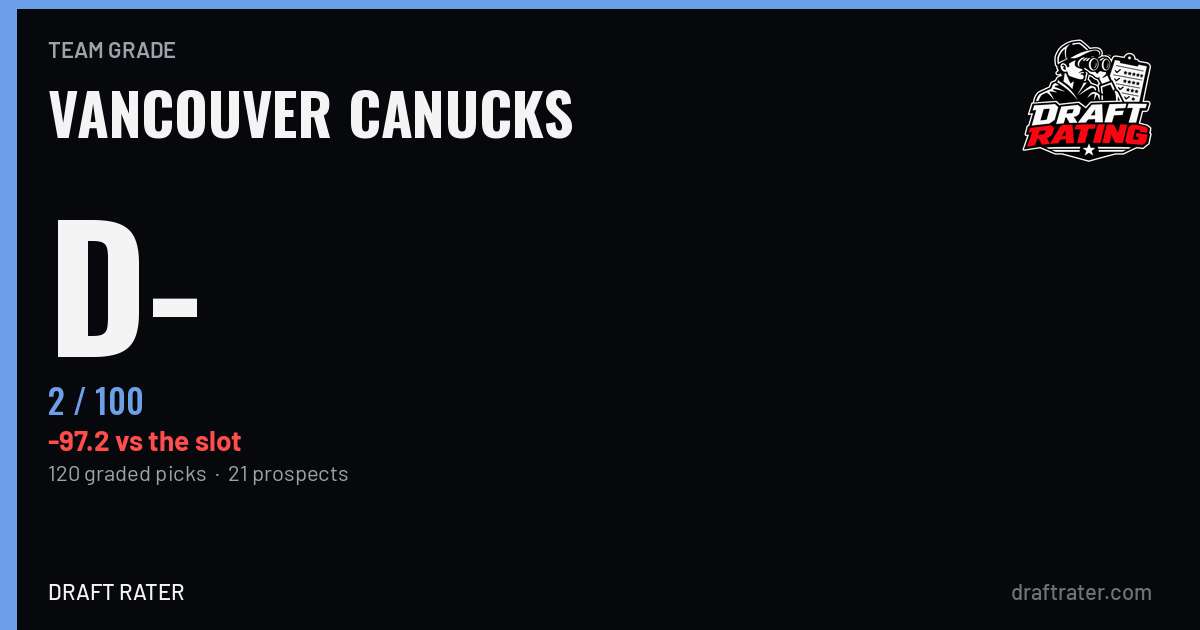 TEAM GRADE
VANCOUVER CANUCKS
DRAFT
RATING
D-
2 / 100
-97.2 vs the slot
120 graded picks · 21 prospects
DRAFT RATER
draftrater.com